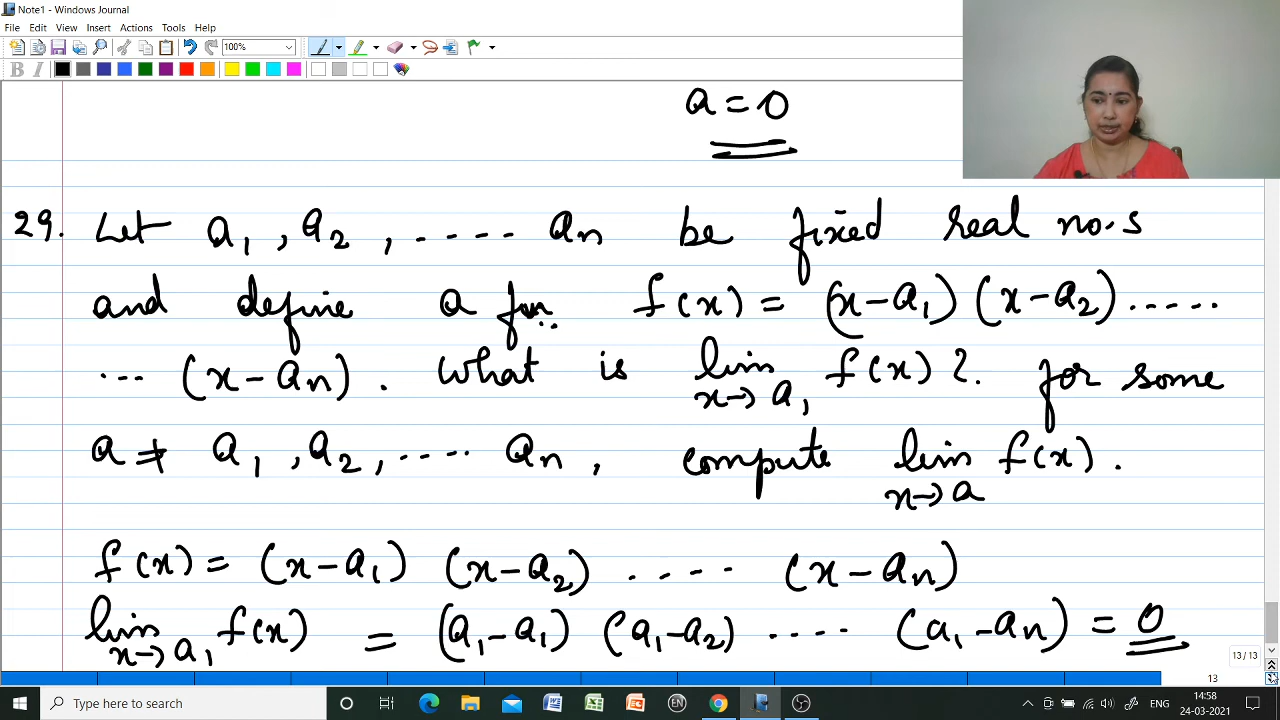 Note1 - Windows Journal
File Edit View Insert Actions Tools Help
100%
B I
a = 0
29. Let a₁, a₂, ..... aₙ be fixed real no.s
and define a fn f(x) = (x-a₁) (x-a₂) .....
... (x-aₙ). What is lim x→a₁ f(x)?. for some
a ≠ a₁, a₂, ..... aₙ, compute lim x→a f(x).
f(x) = (x-a₁) (x-a₂) ..... (x-aₙ)
lim x→a₁ f(x) = (a₁-a₁) (a₁-a₂) ..... (a₁-aₙ) = 0
13/13
13
Type here to search
ENG
14:58
24-03-2021